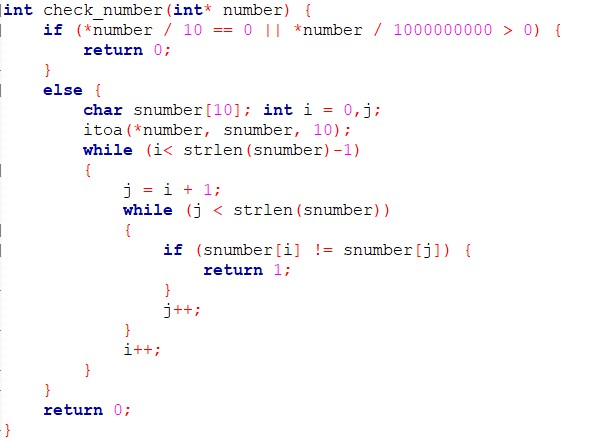 int check_number(int* number) {
    if (*number / 10 == 0 || *number / 1000000000 > 0) {
        return 0;
    }
    else {
        char snumber[10]; int i = 0,j;
        itoa(*number, snumber, 10);
        while (i< strlen(snumber)-1)
        {
            j = i + 1;
            while (j < strlen(snumber))
            {
                if (snumber[i] != snumber[j]) {
                    return 1;
                }
                j++;
            }
            i++;
        }
    }
    return 0;
}